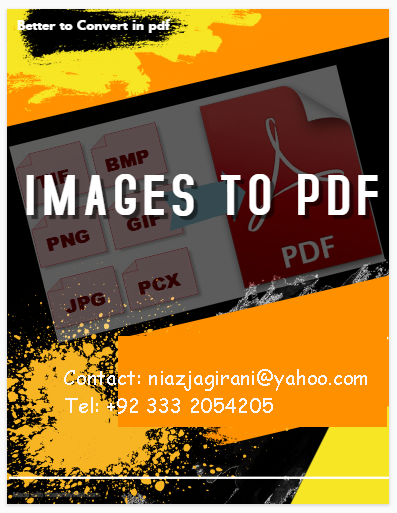 Better to Convert in pdf
BMP
IMAGES TO PDF
PNG
GIF
PDF
JPG
PCX
Contact: niazjagirani@yahoo.com
Tel: +92 333 2054205